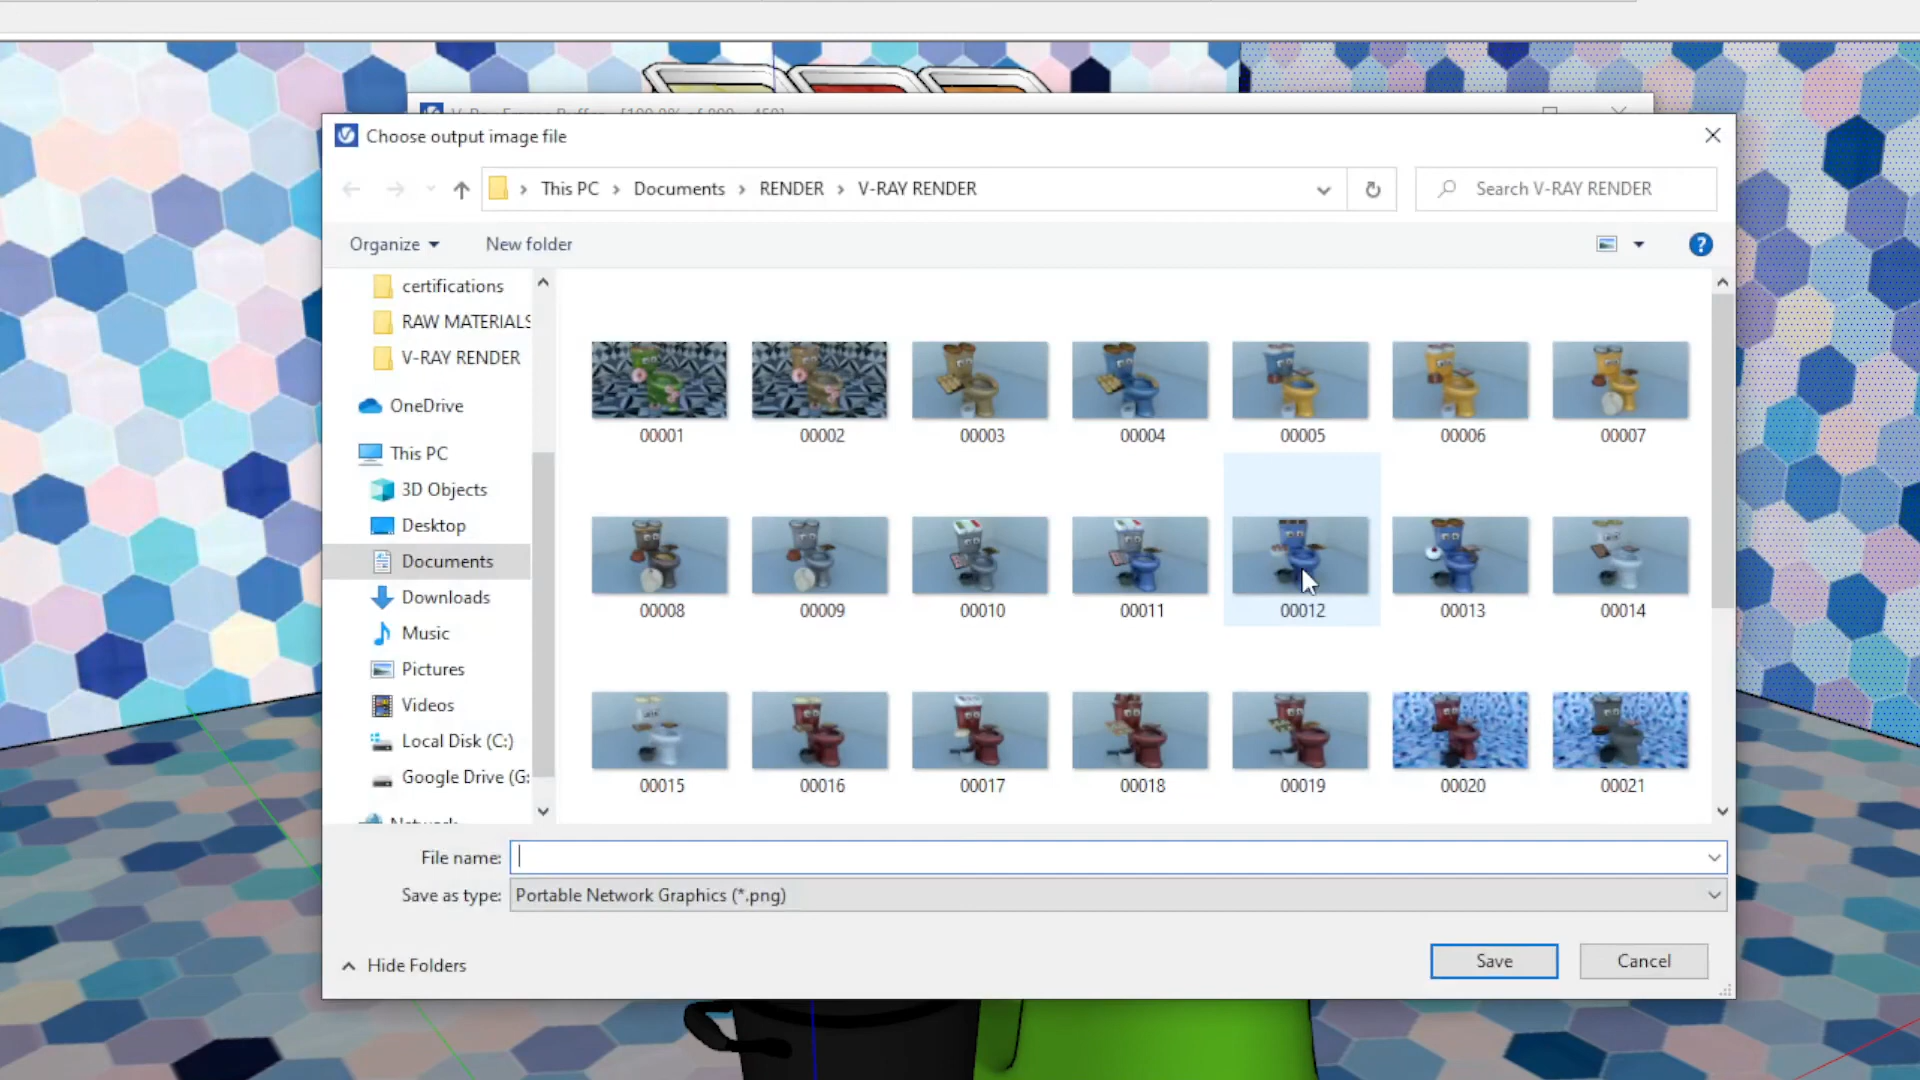 Choose output image file
This PC > Documents > RENDER > V-RAY RENDER
Search V-RAY RENDER
Organize
New folder
certifications
RAW MATERIALS
V-RAY RENDER
OneDrive
This PC
3D Objects
Desktop
Documents
Downloads
Music
Pictures
Videos
Local Disk (C:)
Google Drive (G:
00001 00002 00003 00004 00005 00006 00007
00008 00009 00010 00011 00012 00013 00014
00015 00016 00017 00018 00019 00020 00021
File name:
Save as type: Portable Network Graphics (*.png)
Hide Folders
Save
Cancel